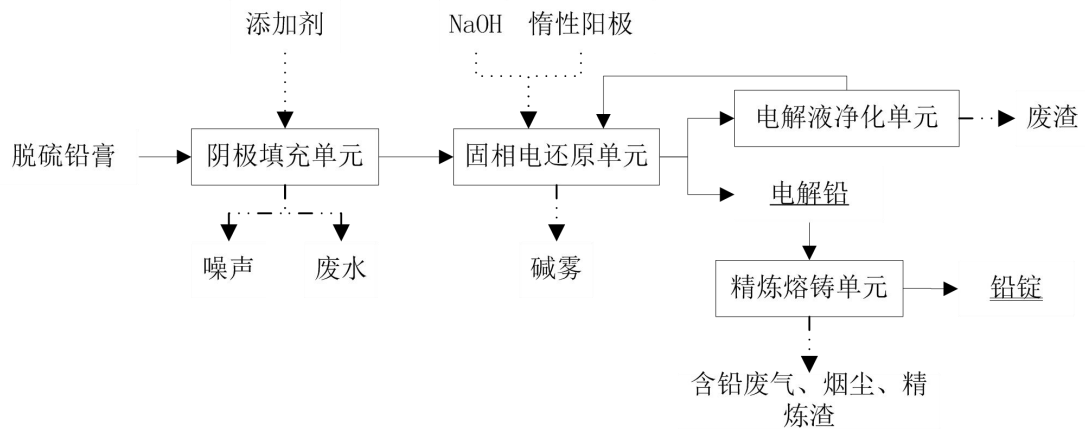 添加剂
NaOH 惰性阳极
脱硫铅膏
阴极填充单元
固相电还原单元
电解液净化单元
废渣
电解铅
噪声
废水
碱雾
精炼熔铸单元
铅锭
含铅废气、烟尘、精
炼渣